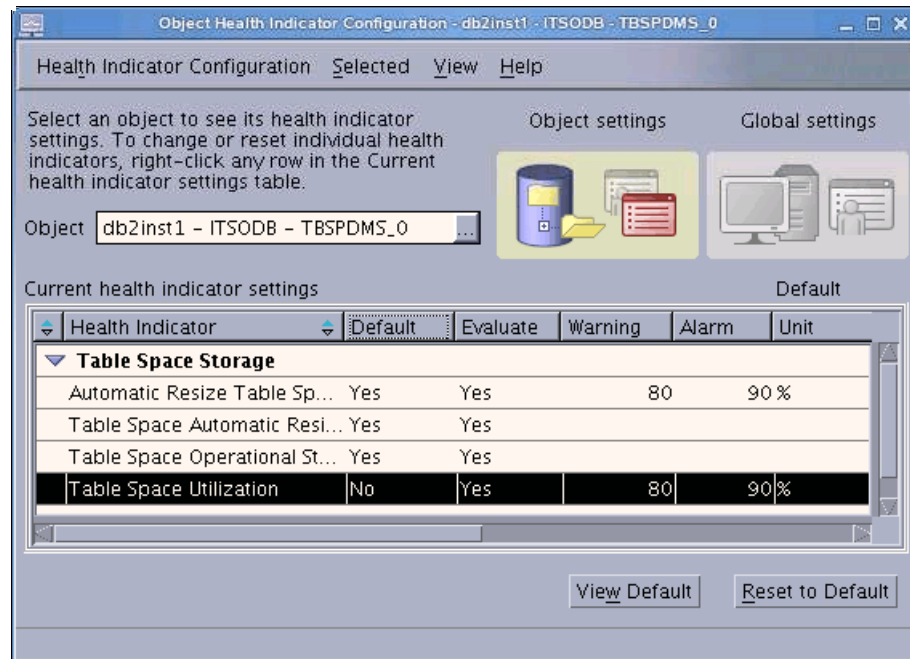 Object Health Indicator Configuration - db2inst1 - ITSODB - TBSPDMS_0
Health Indicator Configuration Selected View Help
Select an object to see its health indicator
settings. To change or reset individual health
indicators, right-click any row in the Current
health indicator settings table.
Object settings
Global settings
Object db2inst1 - ITSODB - TBSPDMS_0 ...
Current health indicator settings Default
Health Indicator Default Evaluate Warning Alarm Unit
Table Space Storage
Automatic Resize Table Sp... Yes Yes 80 90 %
Table Space Automatic Resi... Yes Yes
Table Space Operational St... Yes Yes
Table Space Utilization No Yes 80 90 %
View Default Reset to Default